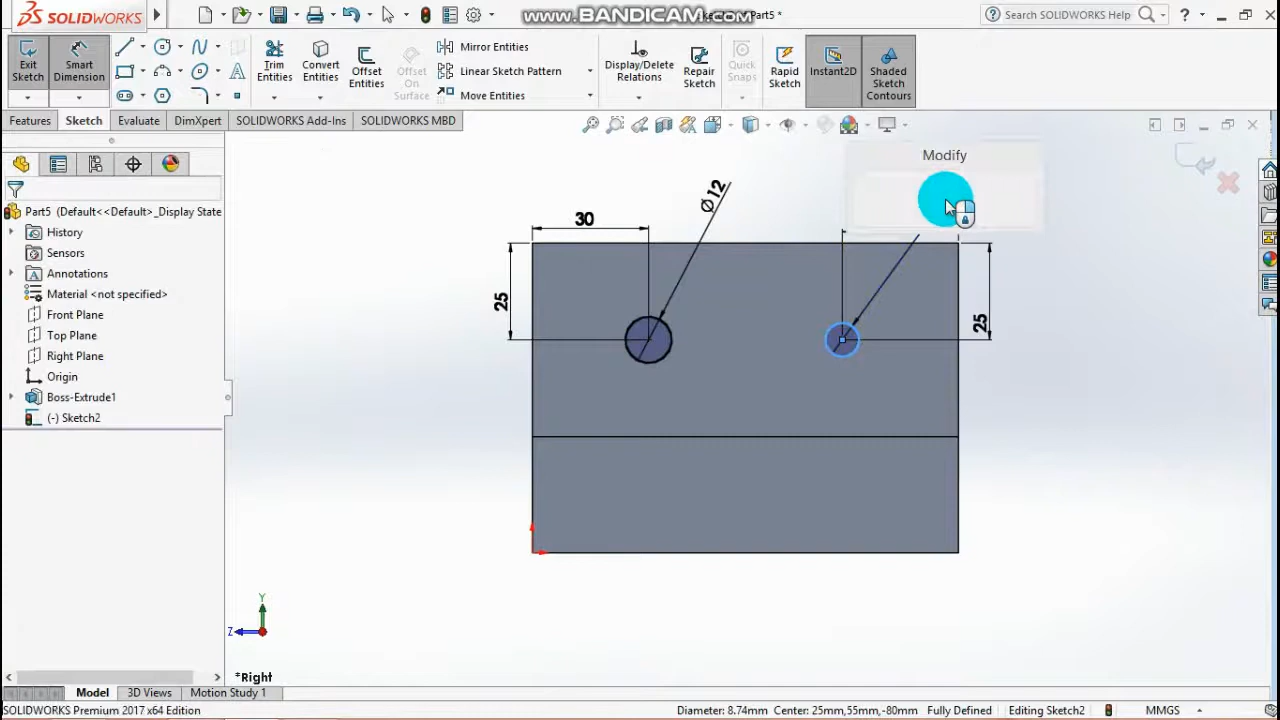 SOLIDWORKS
www.BANDICAM.com
Part5 *
Search SOLIDWORKS Help
?
Exit Sketch
Smart Dimension
Trim Entities
Convert Entities
Offset Entities
Offset On Surface
Mirror Entities
Linear Sketch Pattern
Move Entities
Display/Delete Relations
Repair Sketch
Quick Snaps
Rapid Sketch
Instant2D
Shaded Sketch Contours
Features
Sketch
Evaluate
DimXpert
SOLIDWORKS Add-Ins
SOLIDWORKS MBD
Part5 (Default<<Default>_Display State
History
Sensors
Annotations
Material <not specified>
Front Plane
Top Plane
Right Plane
Origin
Boss-Extrude1
(-) Sketch2
Modify
30
Ø12
25
25
Y
Z
*Right
Model
3D Views
Motion Study 1
SOLIDWORKS Premium 2017 x64 Edition
Diameter: 8.74mm
Center: 25mm,55mm,-80mm
Fully Defined
Editing Sketch2
MMGS